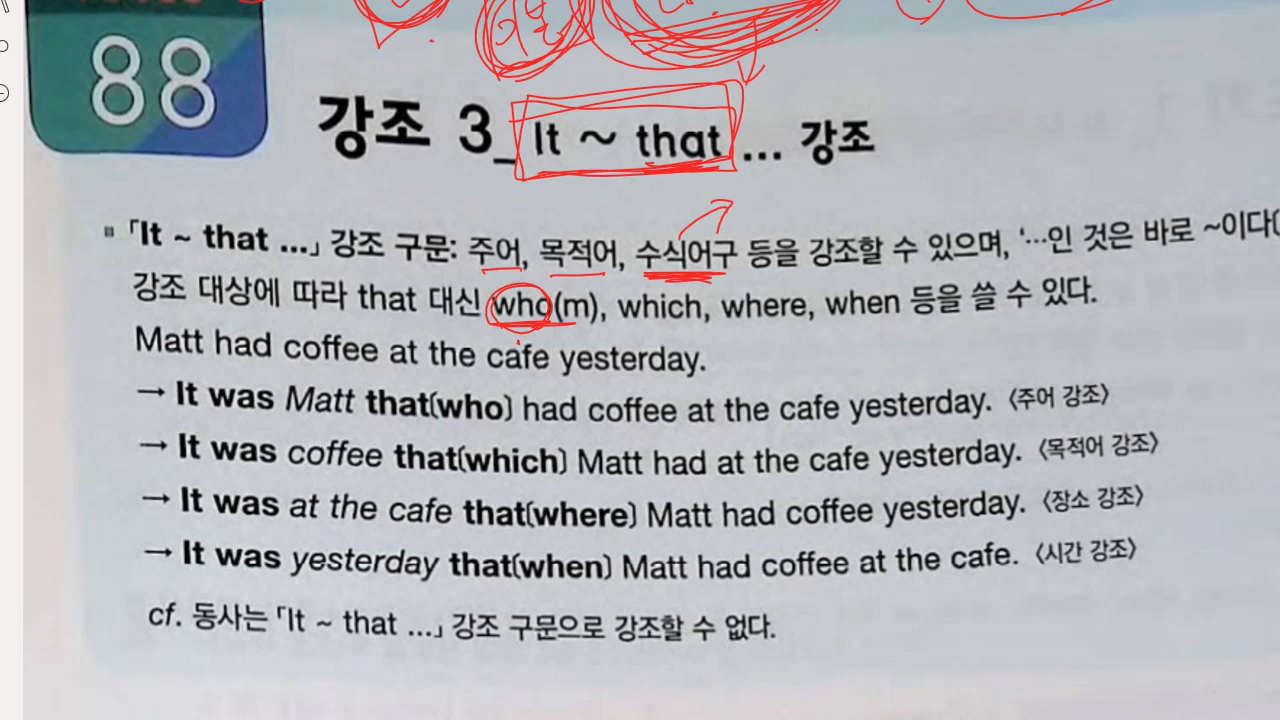 88
강조 3_ It ~ that ... 강조
「It ~ that ...」 강조 구문: 주어, 목적어, 수식어구 등을 강조할 수 있으며, '…인 것은 바로 ~이다(
강조 대상에 따라 that 대신 who(m), which, where, when 등을 쓸 수 있다.
Matt had coffee at the cafe yesterday.
→ It was Matt that(who) had coffee at the cafe yesterday. 〈주어 강조〉
→ It was coffee that(which) Matt had at the cafe yesterday. 〈목적어 강조〉
→ It was at the cafe that(where) Matt had coffee yesterday. 〈장소 강조〉
→ It was yesterday that(when) Matt had coffee at the cafe. 〈시간 강조〉
cf. 동사는 「It ~ that ...」 강조 구문으로 강조할 수 없다.